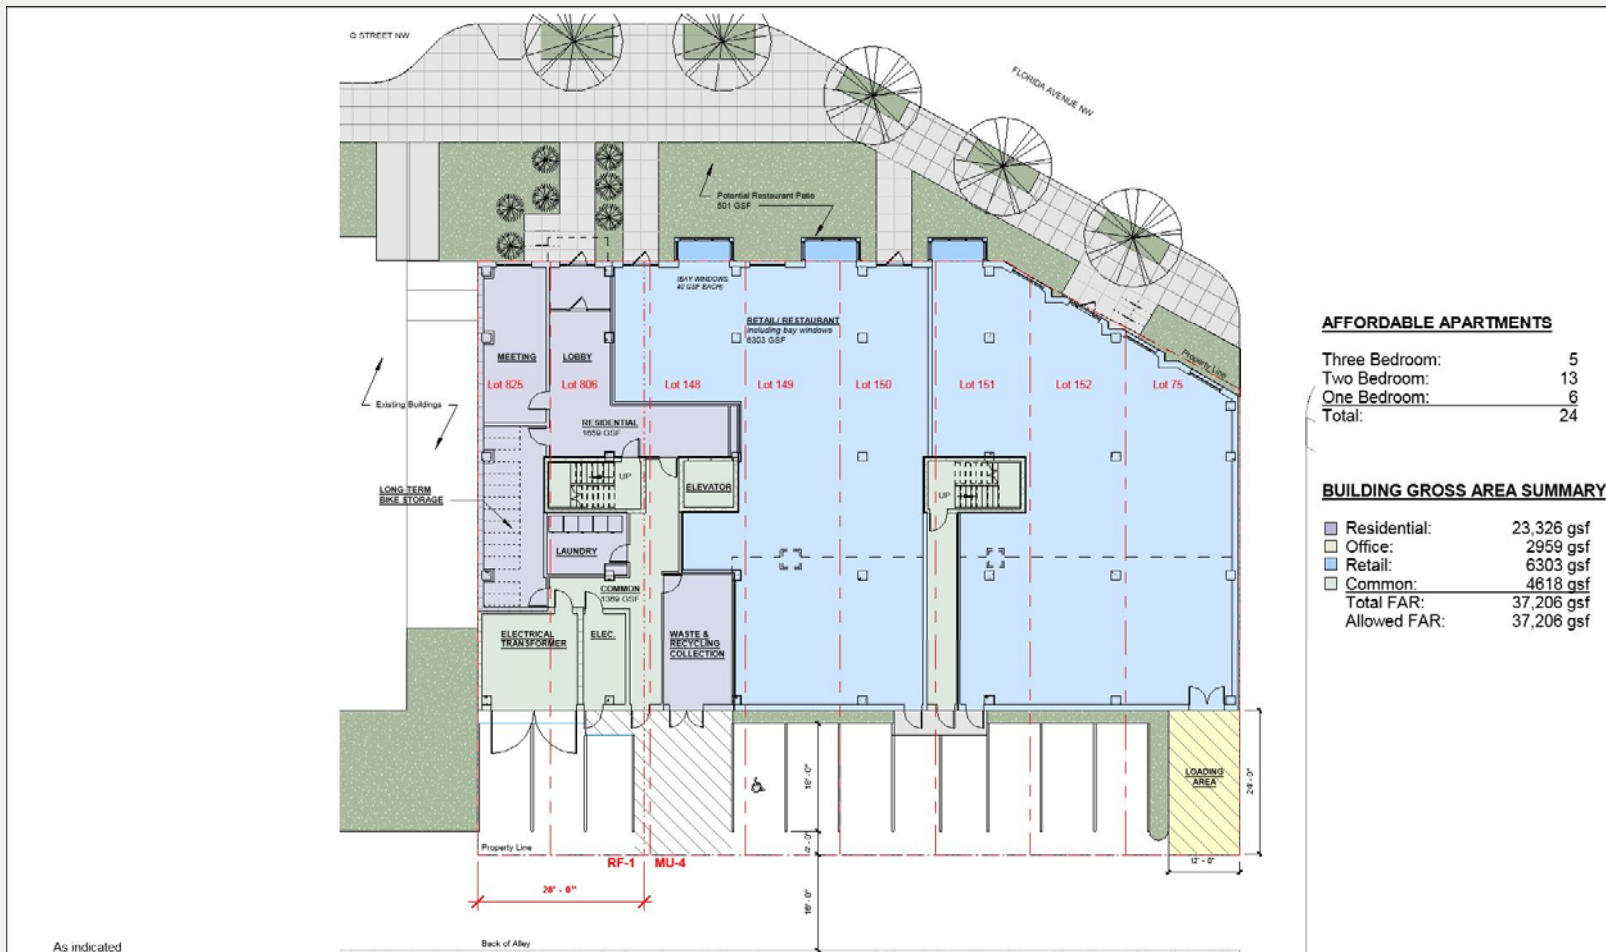 Q STREET NW
FLORIDA AVENUE NW
Potential Restaurant Patio
501 GSF
(BAY WINDOWS
40 GSF EACH)
RETAIL/ RESTAURANT
including bay windows
6303 GSF
Property Line
MEETING
LOBBY
Lot 825
Lot 806
Lot 148
Lot 149
Lot 150
Lot 151
Lot 152
Lot 75
Existing Buildings
RESIDENTIAL
1659 GSF
UP
ELEVATOR
UP
LONG TERM
BIKE STORAGE
LAUNDRY
COMMON
1369 GSF
ELECTRICAL
TRANSFORMER
ELEC.
WASTE &
RECYCLING
COLLECTION
LOADING
AREA
18'-0"
24'-0"
4'-0"
Property Line
RF-1
MU-4
12'-0"
28'-0"
16'-0"
Back of Alley
As indicated
AFFORDABLE APARTMENTS
Three Bedroom: 5
Two Bedroom: 13
One Bedroom: 6
Total: 24
BUILDING GROSS AREA SUMMARY
Residential: 23,326 gsf
Office: 2959 gsf
Retail: 6303 gsf
Common: 4618 gsf
Total FAR: 37,206 gsf
Allowed FAR: 37,206 gsf